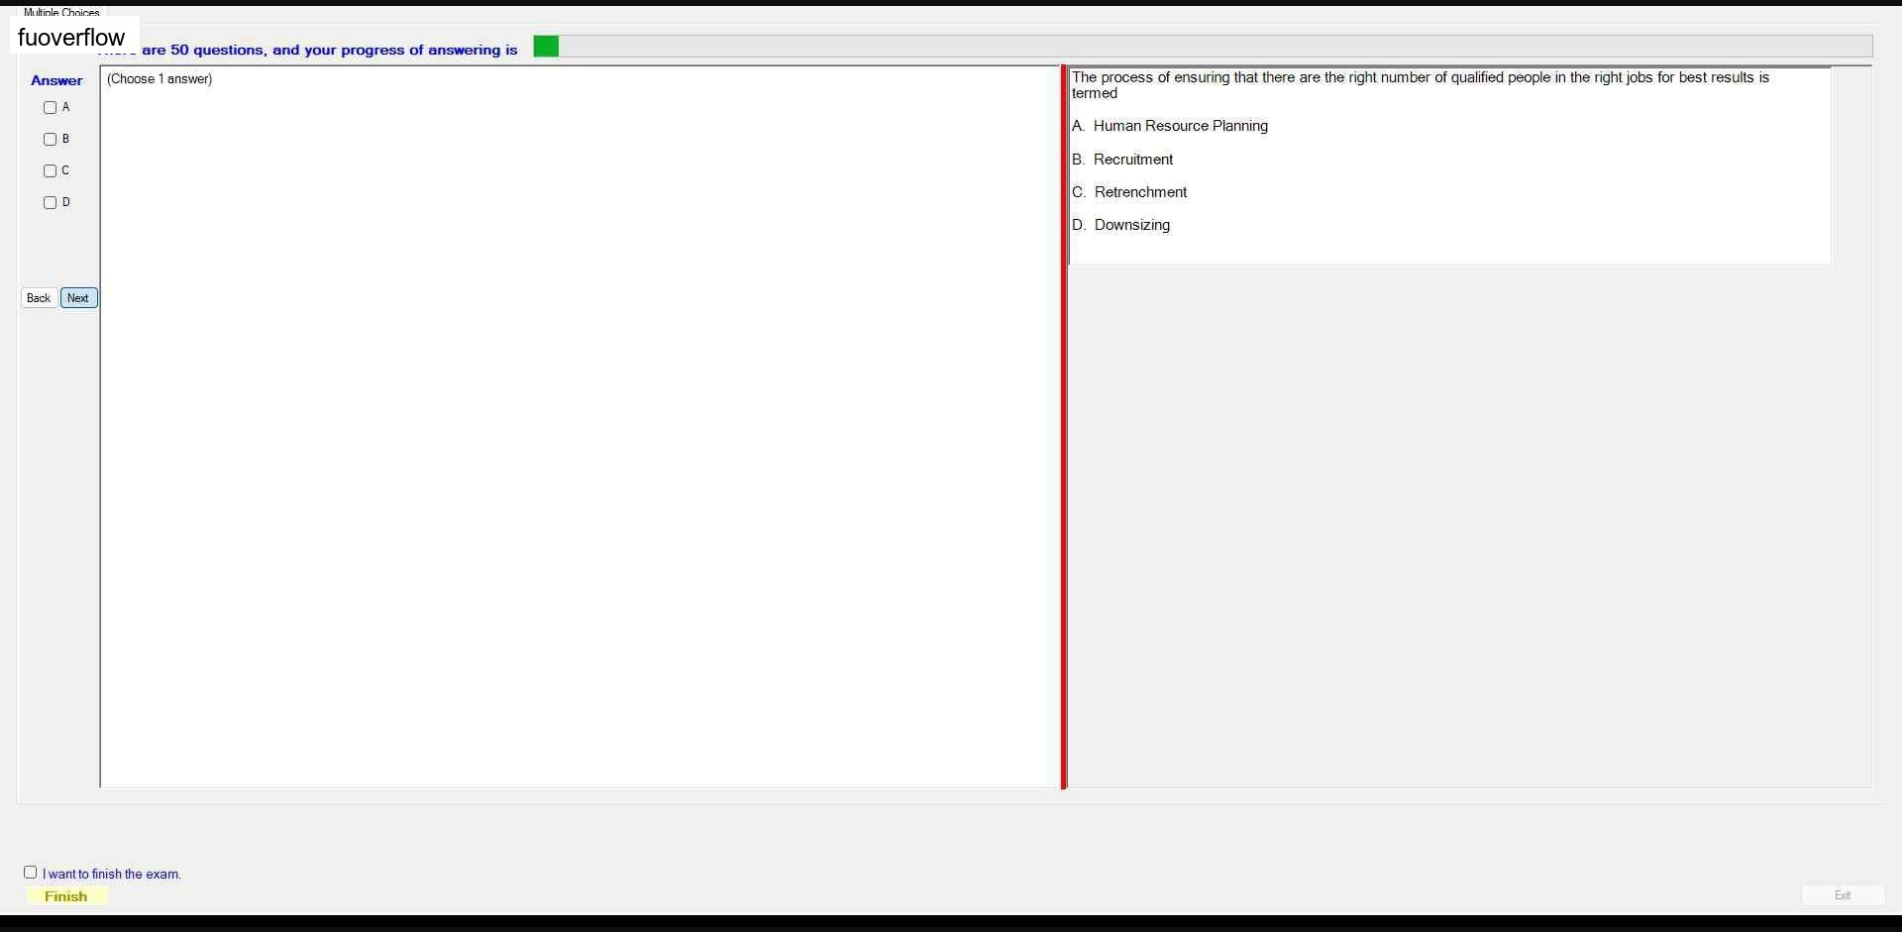 Multiple Choices
fuoverflow
are 50 questions, and your progress of answering is
Answer
(Choose 1 answer)
A
B
C
D
Back Next
The process of ensuring that there are the right number of qualified people in the right jobs for best results is
termed
A. Human Resource Planning
B. Recruitment
C. Retrenchment
D. Downsizing
I want to finish the exam.
Finish
Exit